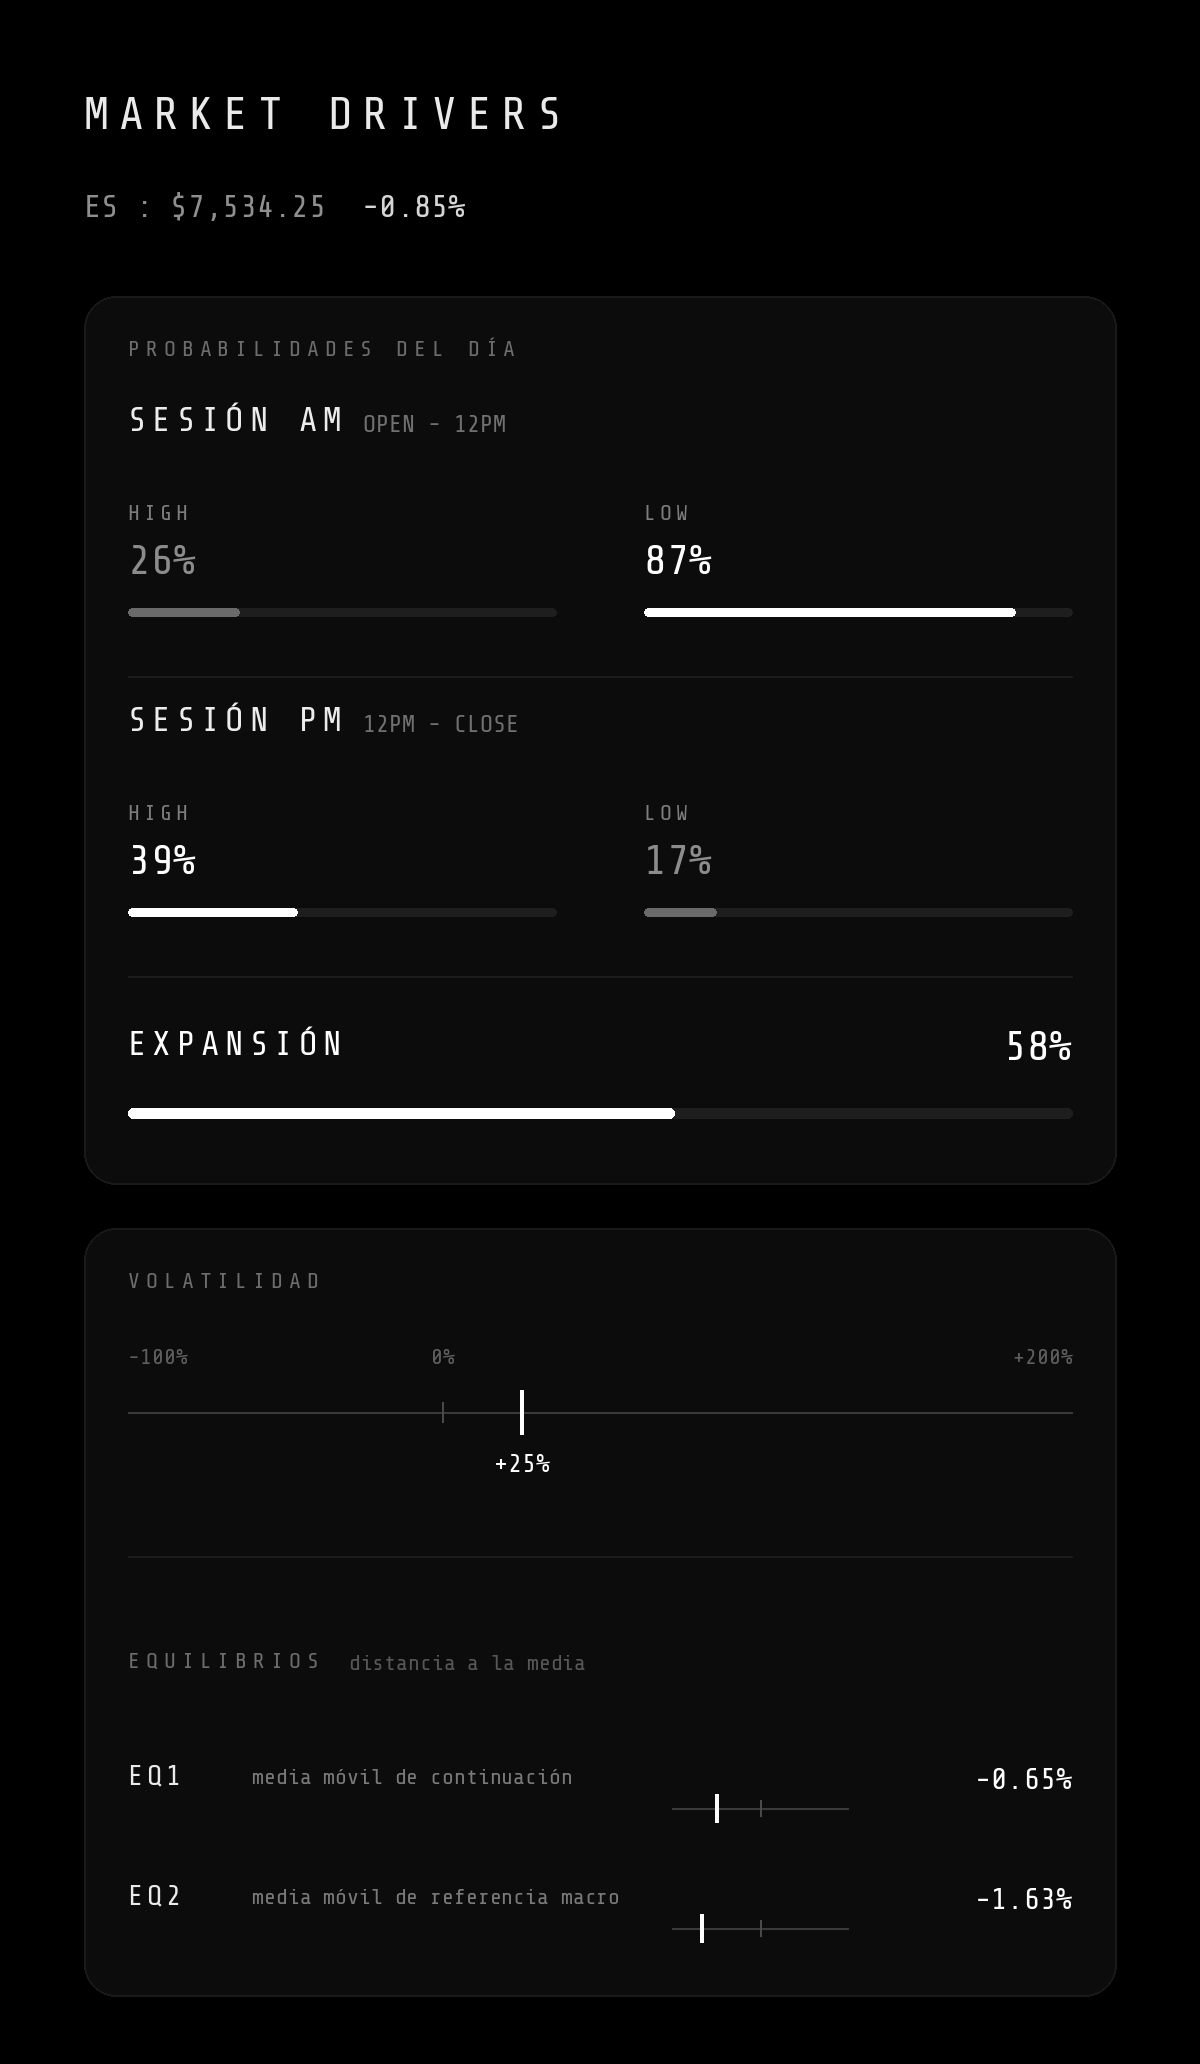 MARKET DRIVERS
ES : $7,534.25 -0.85%
PROBABILIDADES DEL DÍA
SESIÓN AM OPEN - 12PM
HIGH LOW
26% 87%
SESIÓN PM 12PM - CLOSE
HIGH LOW
39% 17%
EXPANSIÓN 58%
VOLATILIDAD
-100% 0% +200%
+25%
EQUILIBRIOS distancia a la media
EQ1 media móvil de continuación -0.65%
EQ2 media móvil de referencia macro -1.63%